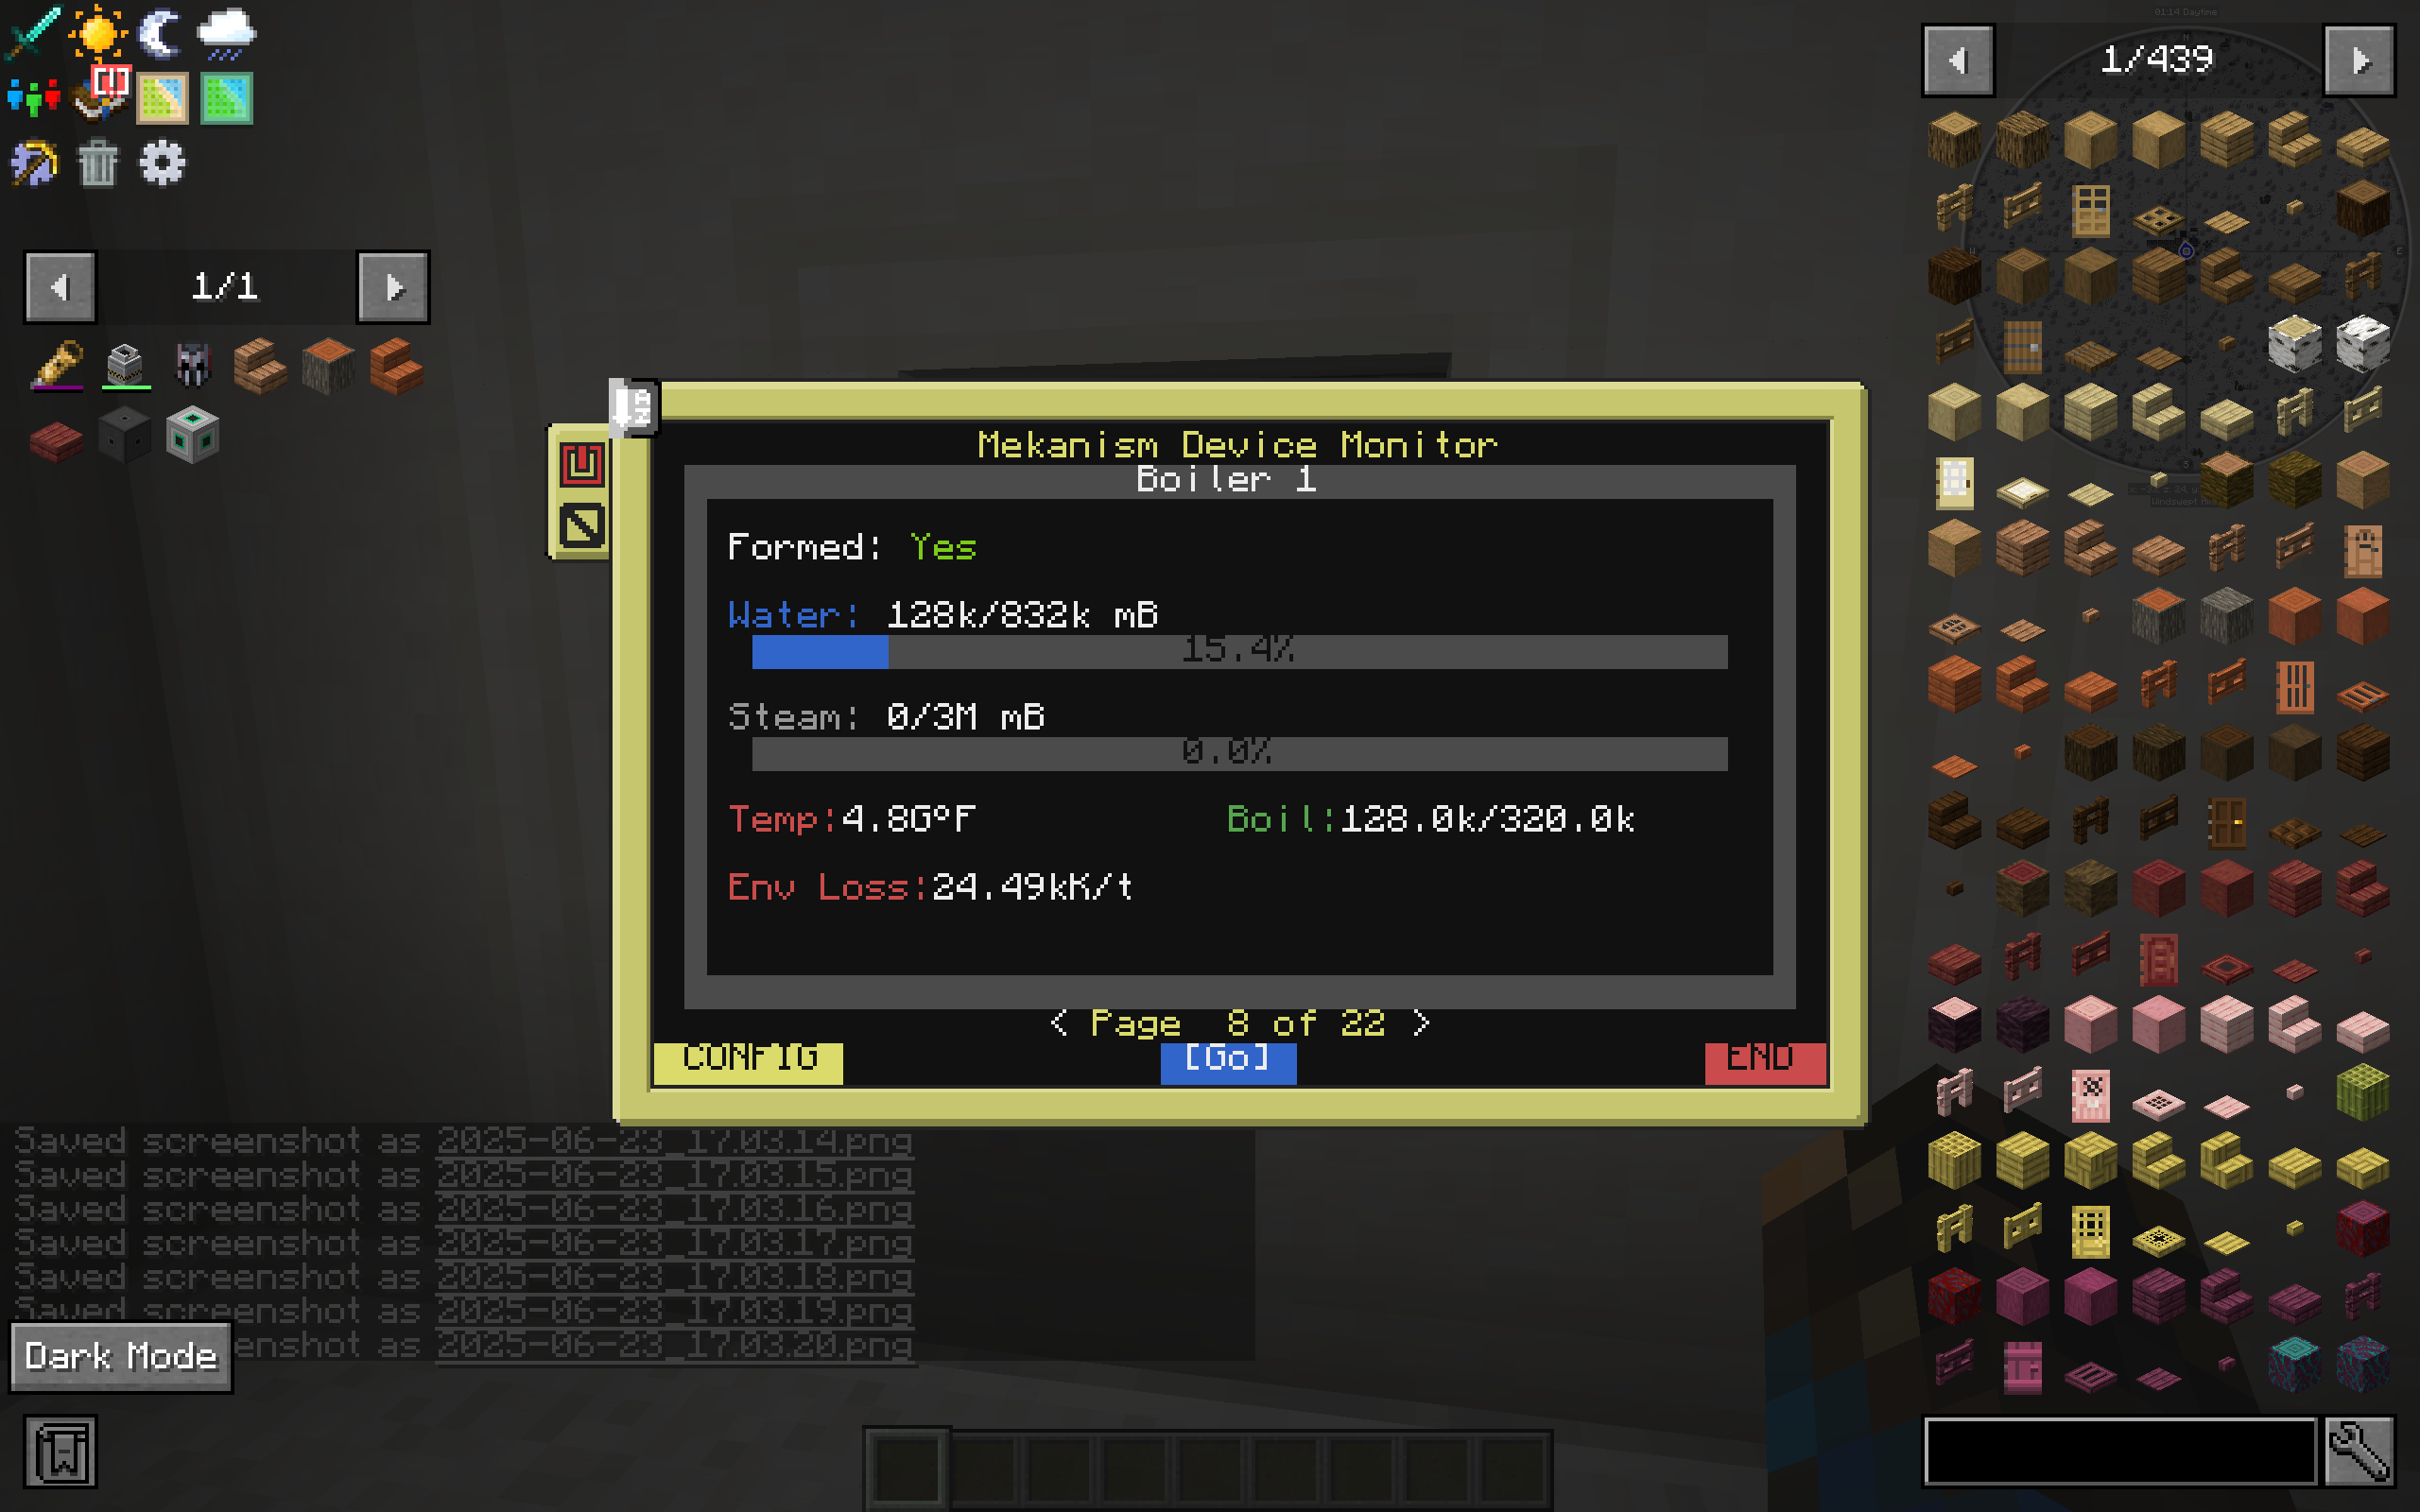 01:14 Daytime
1/439
1/1
Mekanism Device Monitor
Boiler 1
Formed: Yes
Water: 128k/832k mB
15.4%
Steam: 0/3M mB
0.0%
Temp:4.8GºF
Boil:128.0k/320.0k
Env Loss:24.49kK/t
< Page 8 of 22 >
CONFIG
[Go]
END
Saved screenshot as 2025-06-23_17.03.14.png
Saved screenshot as 2025-06-23_17.03.15.png
Saved screenshot as 2025-06-23_17.03.16.png
Saved screenshot as 2025-06-23_17.03.17.png
Saved screenshot as 2025-06-23_17.03.18.png
Saved screenshot as 2025-06-23_17.03.19.png
screenshot as 2025-06-23_17.03.20.png
Dark Mode